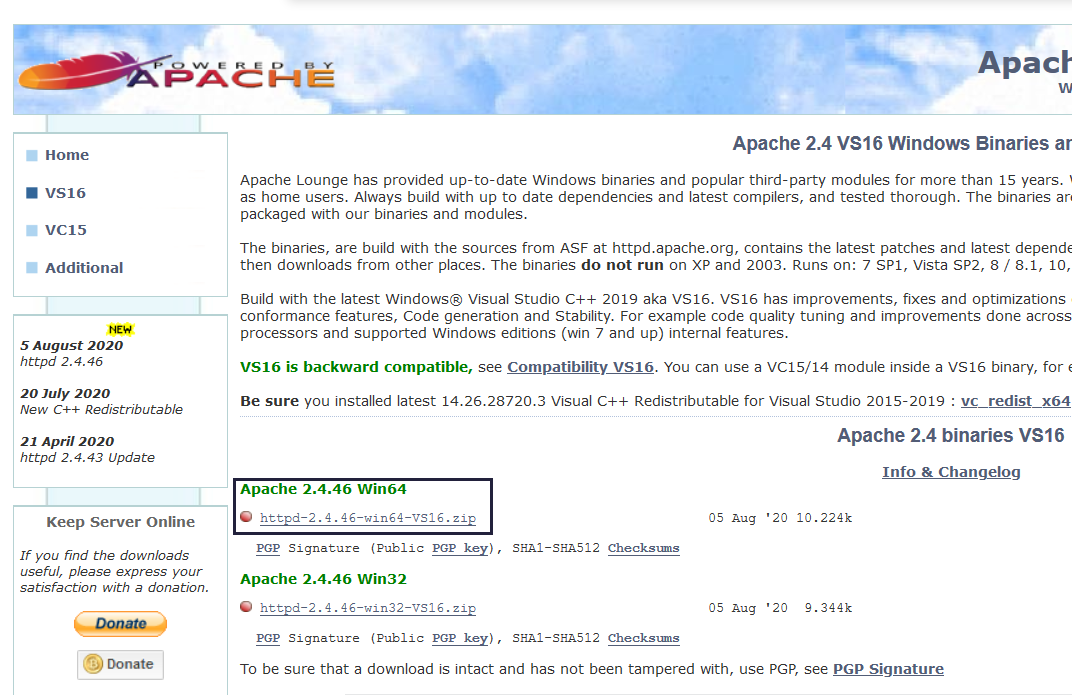 POWERED BY
APACHE
Apach
W
Home
VS16
VC15
Additional
NEW
5 August 2020
httpd 2.4.46
20 July 2020
New C++ Redistributable
21 April 2020
httpd 2.4.43 Update
Keep Server Online
If you find the downloads
useful, please express your
satisfaction with a donation.
Donate
Donate
Apache 2.4 VS16 Windows Binaries an
Apache Lounge has provided up-to-date Windows binaries and popular third-party modules for more than 15 years. W
as home users. Always build with up to date dependencies and latest compilers, and tested thorough. The binaries are
packaged with our binaries and modules.
The binaries, are build with the sources from ASF at httpd.apache.org, contains the latest patches and latest depende
then downloads from other places. The binaries do not run on XP and 2003. Runs on: 7 SP1, Vista SP2, 8 / 8.1, 10,
Build with the latest Windows® Visual Studio C++ 2019 aka VS16. VS16 has improvements, fixes and optimizations
conformance features, Code generation and Stability. For example code quality tuning and improvements done across
processors and supported Windows editions (win 7 and up) internal features.
VS16 is backward compatible, see Compatibility VS16. You can use a VC15/14 module inside a VS16 binary, for e
Be sure you installed latest 14.26.28720.3 Visual C++ Redistributable for Visual Studio 2015-2019 : vc_redist_x64
Apache 2.4 binaries VS16
Info & Changelog
Apache 2.4.46 Win64
httpd-2.4.46-win64-VS16.zip 05 Aug '20 10.224k
PGP Signature (Public PGP key), SHA1-SHA512 Checksums
Apache 2.4.46 Win32
httpd-2.4.46-win32-VS16.zip 05 Aug '20 9.344k
PGP Signature (Public PGP key), SHA1-SHA512 Checksums
To be sure that a download is intact and has not been tampered with, use PGP, see PGP Signature